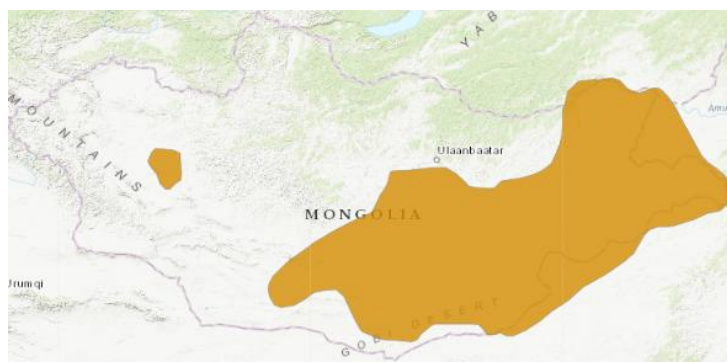 YAB
MOUNTAINS
Ulaanbaatar
MONGOLIA
Urumqi
GOBI DESERT